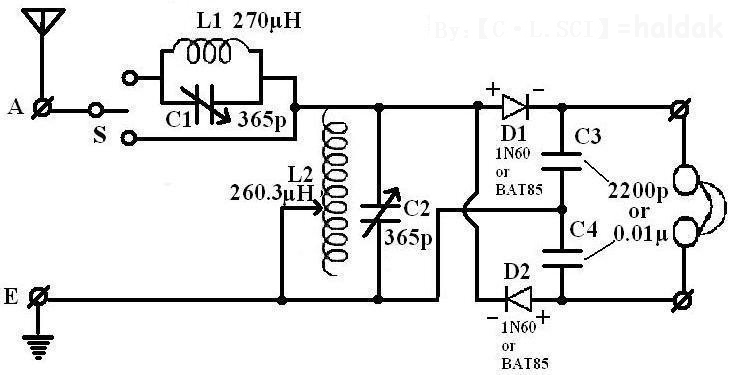 By:【C·L.SCI】=haldak
L1 270μH
A
S
C1
365p
+
-
D1
1N60
or
BAT85
C3
L2
260.3μH
C2
365p
2200p
or
0.01μ
C4
E
D2
-
+
1N60
or
BAT85